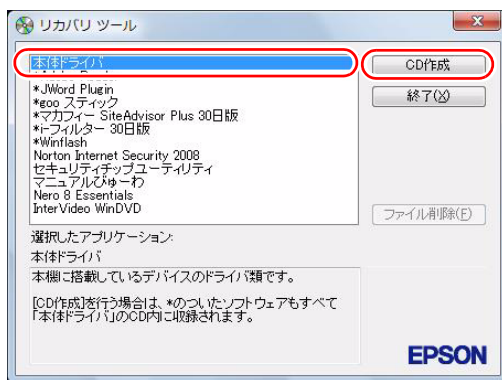 リカバリ ツール
本体ドライバ
*JWord Plugin
*goo スティック
*マカフィー SiteAdvisor Plus 30日版
*i-フィルター 30日版
*Winflash
Norton Internet Security 2008
セキュリティチップユーティリティ
マニュアルびゅーわ
Nero 8 Essentials
InterVideo WinDVD
CD作成
終了(X)
ファイル削除(F)
選択したアプリケーション:
本体ドライバ
本機に搭載しているデバイスのドライバ類です。
[CD作成]を行う場合は、*のついたソフトウェアもすべて
「本体ドライバ」のCD内に収録されます。
EPSON